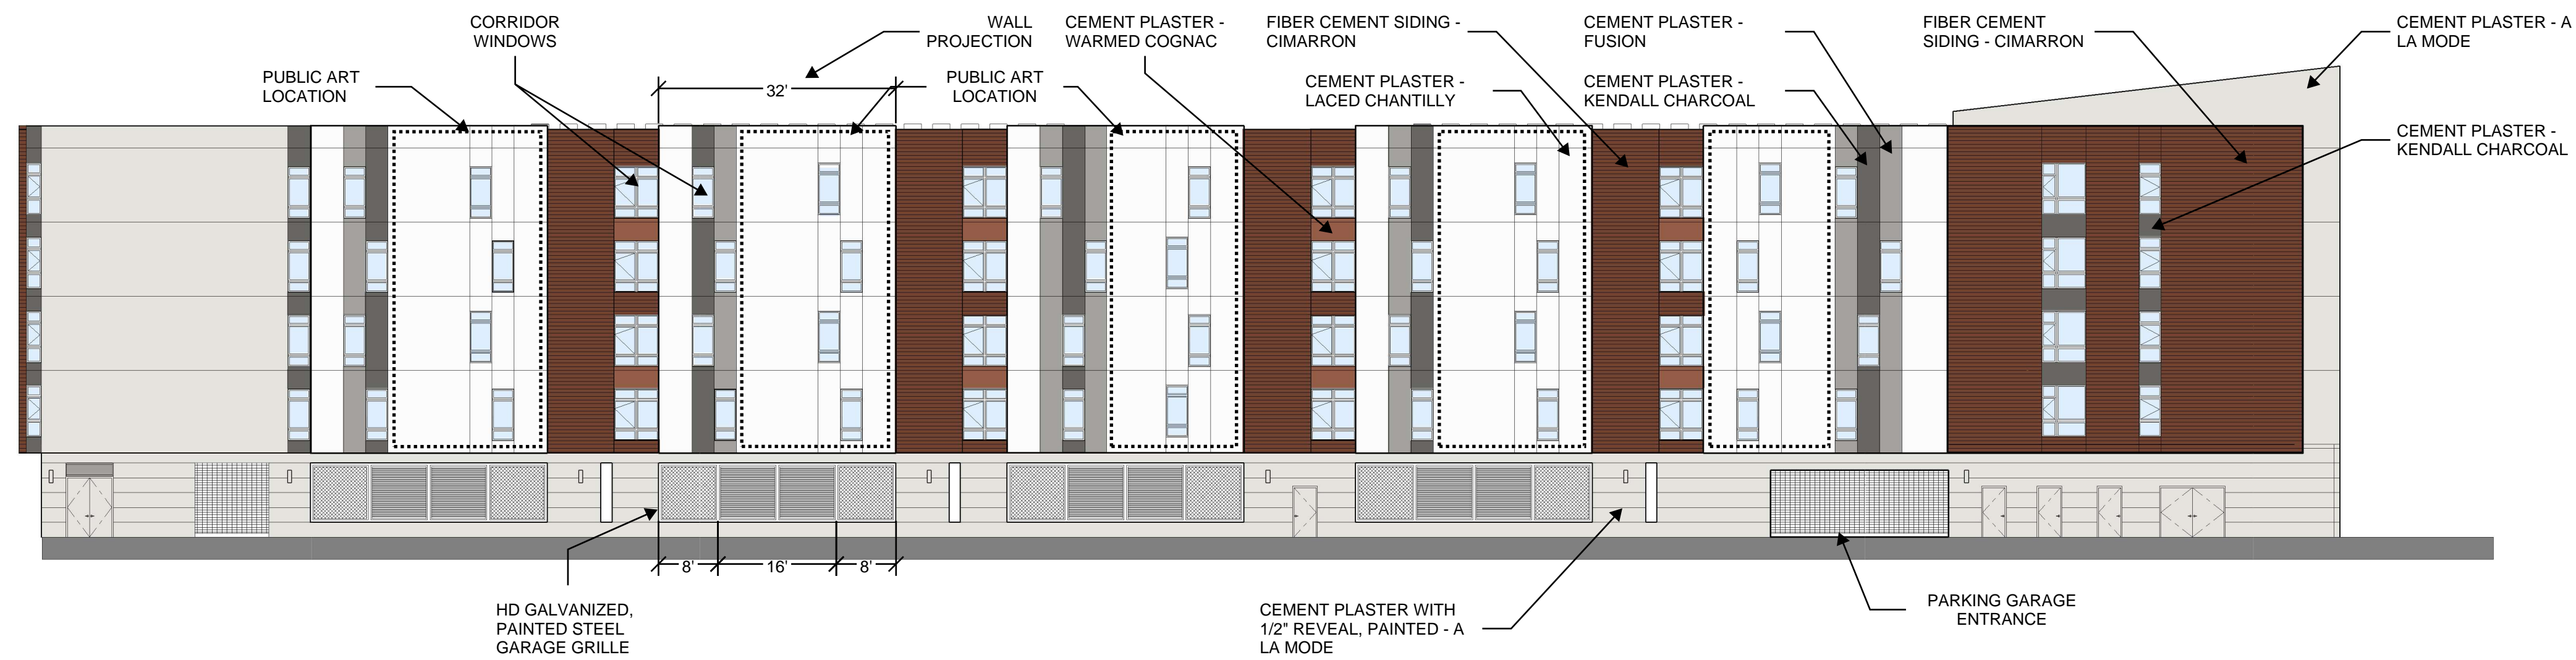 CORRIDOR
WINDOWS
WALL
PROJECTION
CEMENT PLASTER -
WARMED COGNAC
FIBER CEMENT SIDING -
CIMARRON
CEMENT PLASTER -
FUSION
FIBER CEMENT
SIDING - CIMARRON
CEMENT PLASTER - A
LA MODE
PUBLIC ART
LOCATION
32'
PUBLIC ART
LOCATION
CEMENT PLASTER -
LACED CHANTILLY
CEMENT PLASTER -
KENDALL CHARCOAL
CEMENT PLASTER -
KENDALL CHARCOAL
8'
16'
8'
HD GALVANIZED,
PAINTED STEEL
GARAGE GRILLE
CEMENT PLASTER WITH
1/2" REVEAL, PAINTED - A
LA MODE
PARKING GARAGE
ENTRANCE